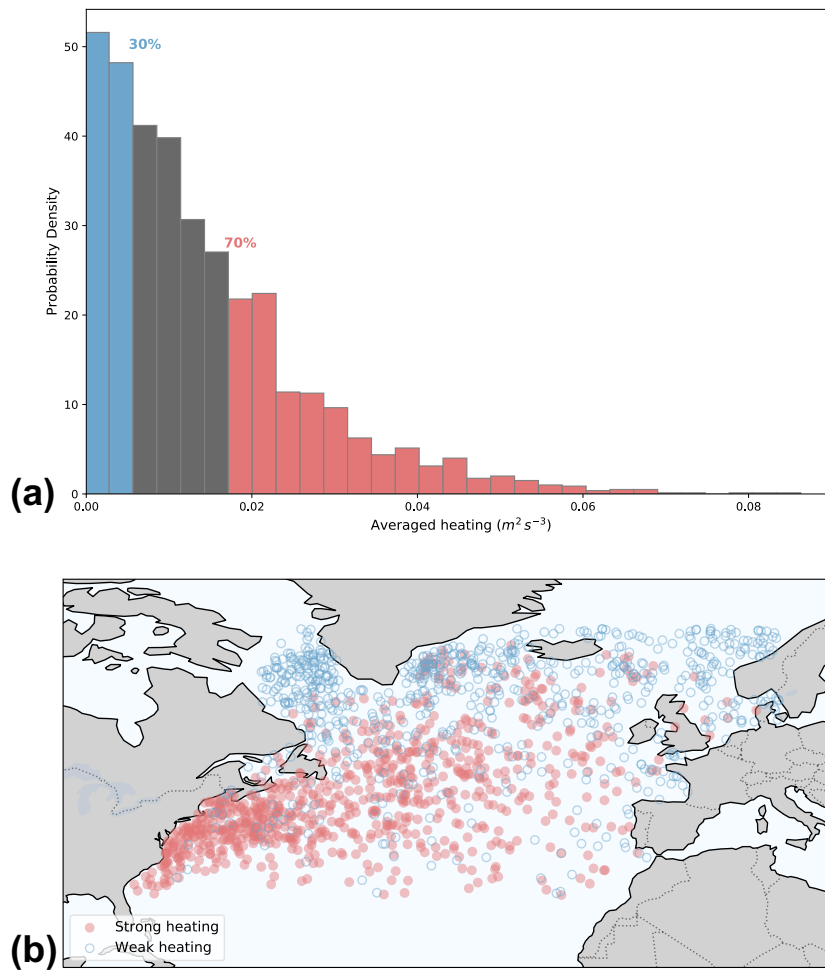 50
30%
40
30
70%
20
10
0
0.00
0.02
0.04
0.06
0.08
Probability Density
Averaged heating (m² s⁻³)
(a)
Strong heating
Weak heating
(b)